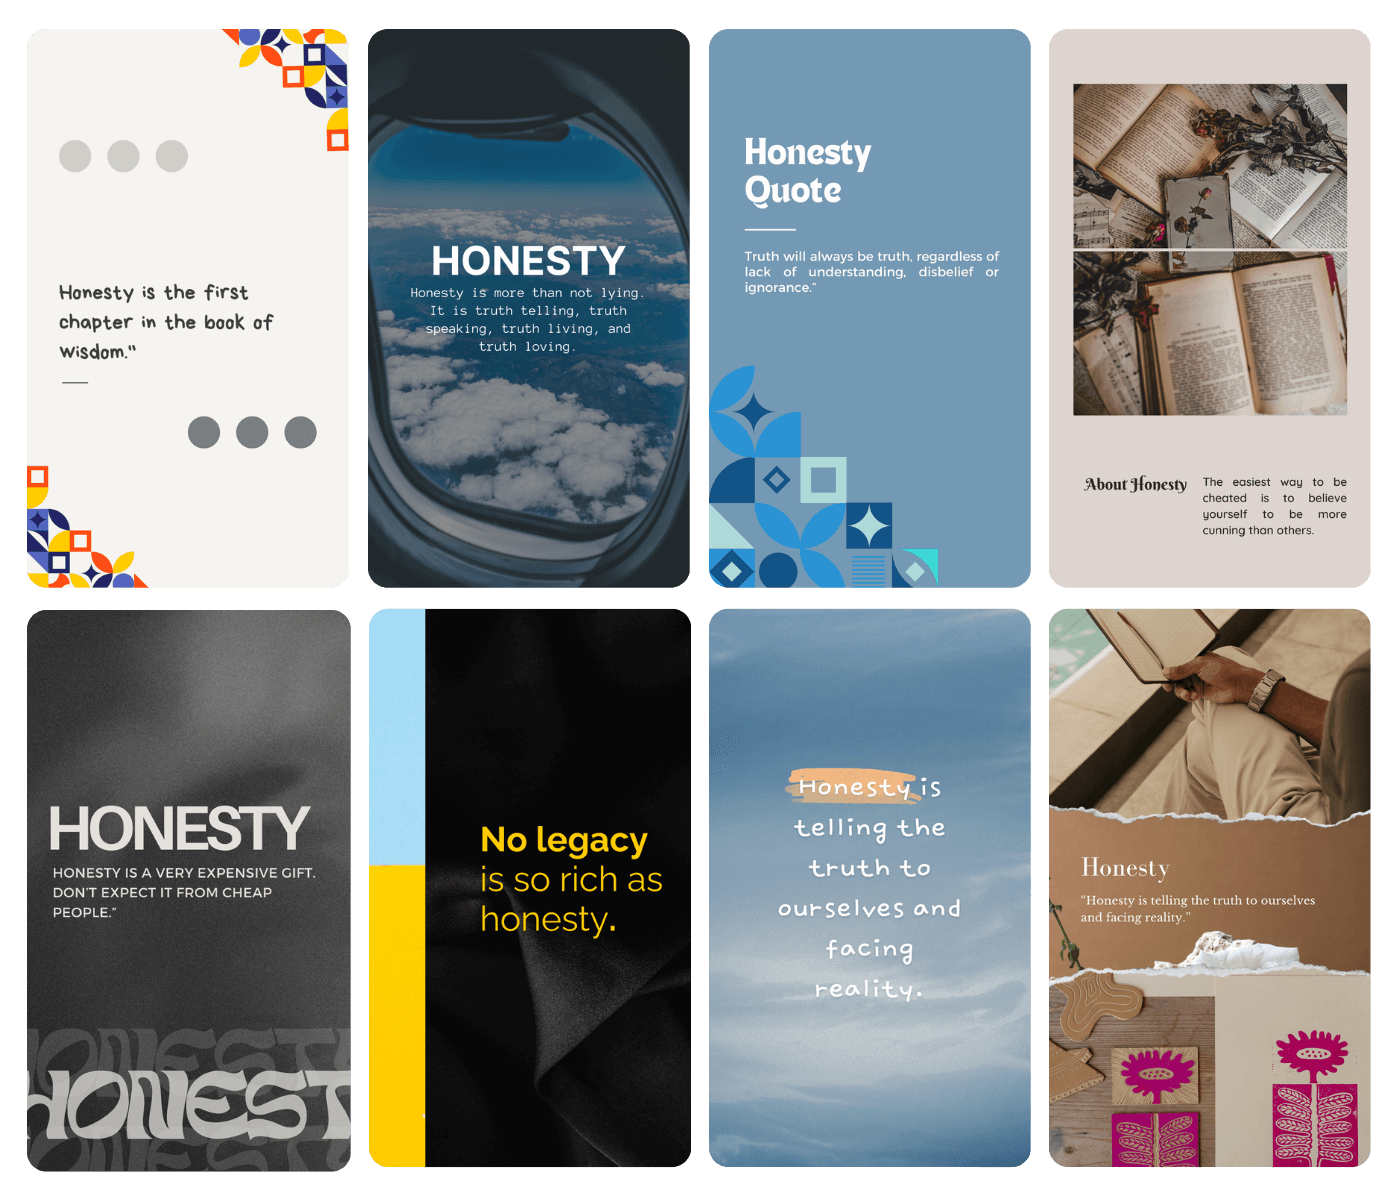 Honesty is the first
chapter in the book of
wisdom."
HONESTY
Honesty is more than not lying.
It is truth telling, truth
speaking, truth living, and
truth loving.
Honesty
Quote
Truth will always be truth, regardless of
lack of understanding, disbelief or
ignorance."
About Honesty
The easiest way to be
cheated is to believe
yourself to be more
cunning than others.
HONESTY
HONESTY IS A VERY EXPENSIVE GIFT.
DON'T EXPECT IT FROM CHEAP
PEOPLE."
HONESTY
HONEST
No legacy
is so rich as
honesty.
Honesty is
telling the
truth to
ourselves and
facing
reality.
Honesty
"Honesty is telling the truth to ourselves
and facing reality."